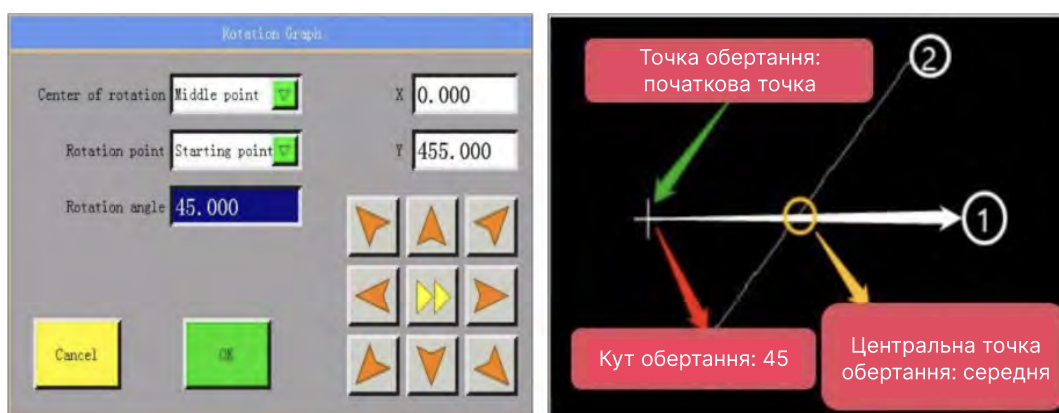 Rotation Graph
Center of rotation Middle point X 0.000
Rotation point Starting point Y 455.000
Rotation angle 45.000
Cancel OK
Точка обертання:
початкова точка
2
1
Кут обертання: 45
Центральна точка
обертання: середня